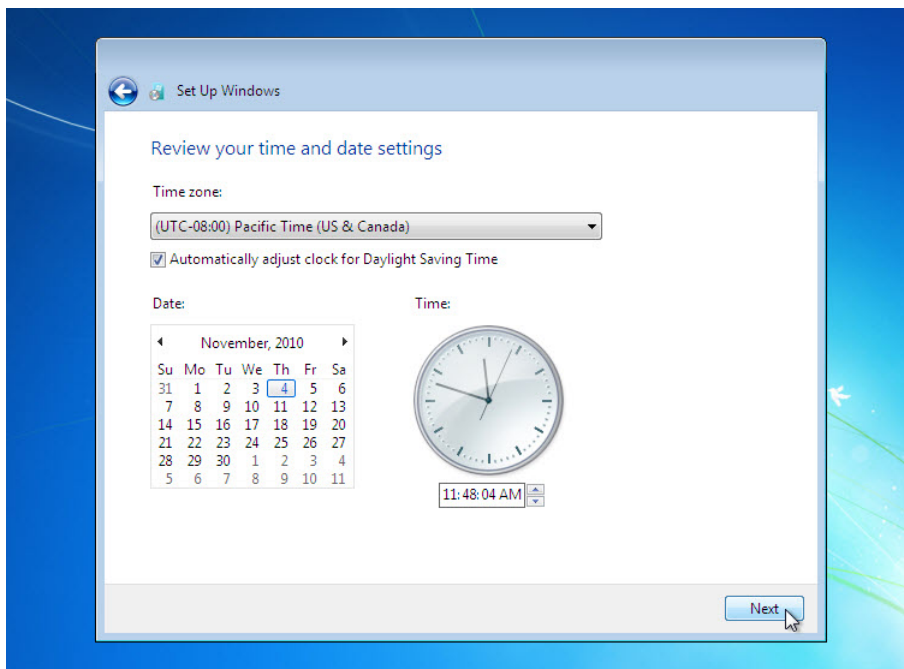 Set Up Windows
Review your time and date settings
Time zone:
(UTC-08:00) Pacific Time (US & Canada)
Automatically adjust clock for Daylight Saving Time
Date:
Time:
November, 2010
Su Mo Tu We Th Fr Sa
31 1 2 3 4 5 6
7 8 9 10 11 12 13
14 15 16 17 18 19 20
21 22 23 24 25 26 27
28 29 30 1 2 3 4
5 6 7 8 9 10 11
11:48:04 AM
Next